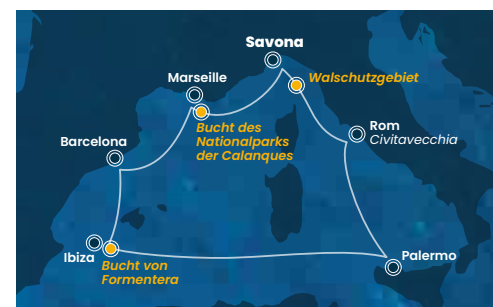 Savona
Marseille
Walschutzgebiet
Bucht des
Nationalparks
der Calanques
Rom
Civitavecchia
Barcelona
Ibiza
Bucht von
Formentera
Palermo